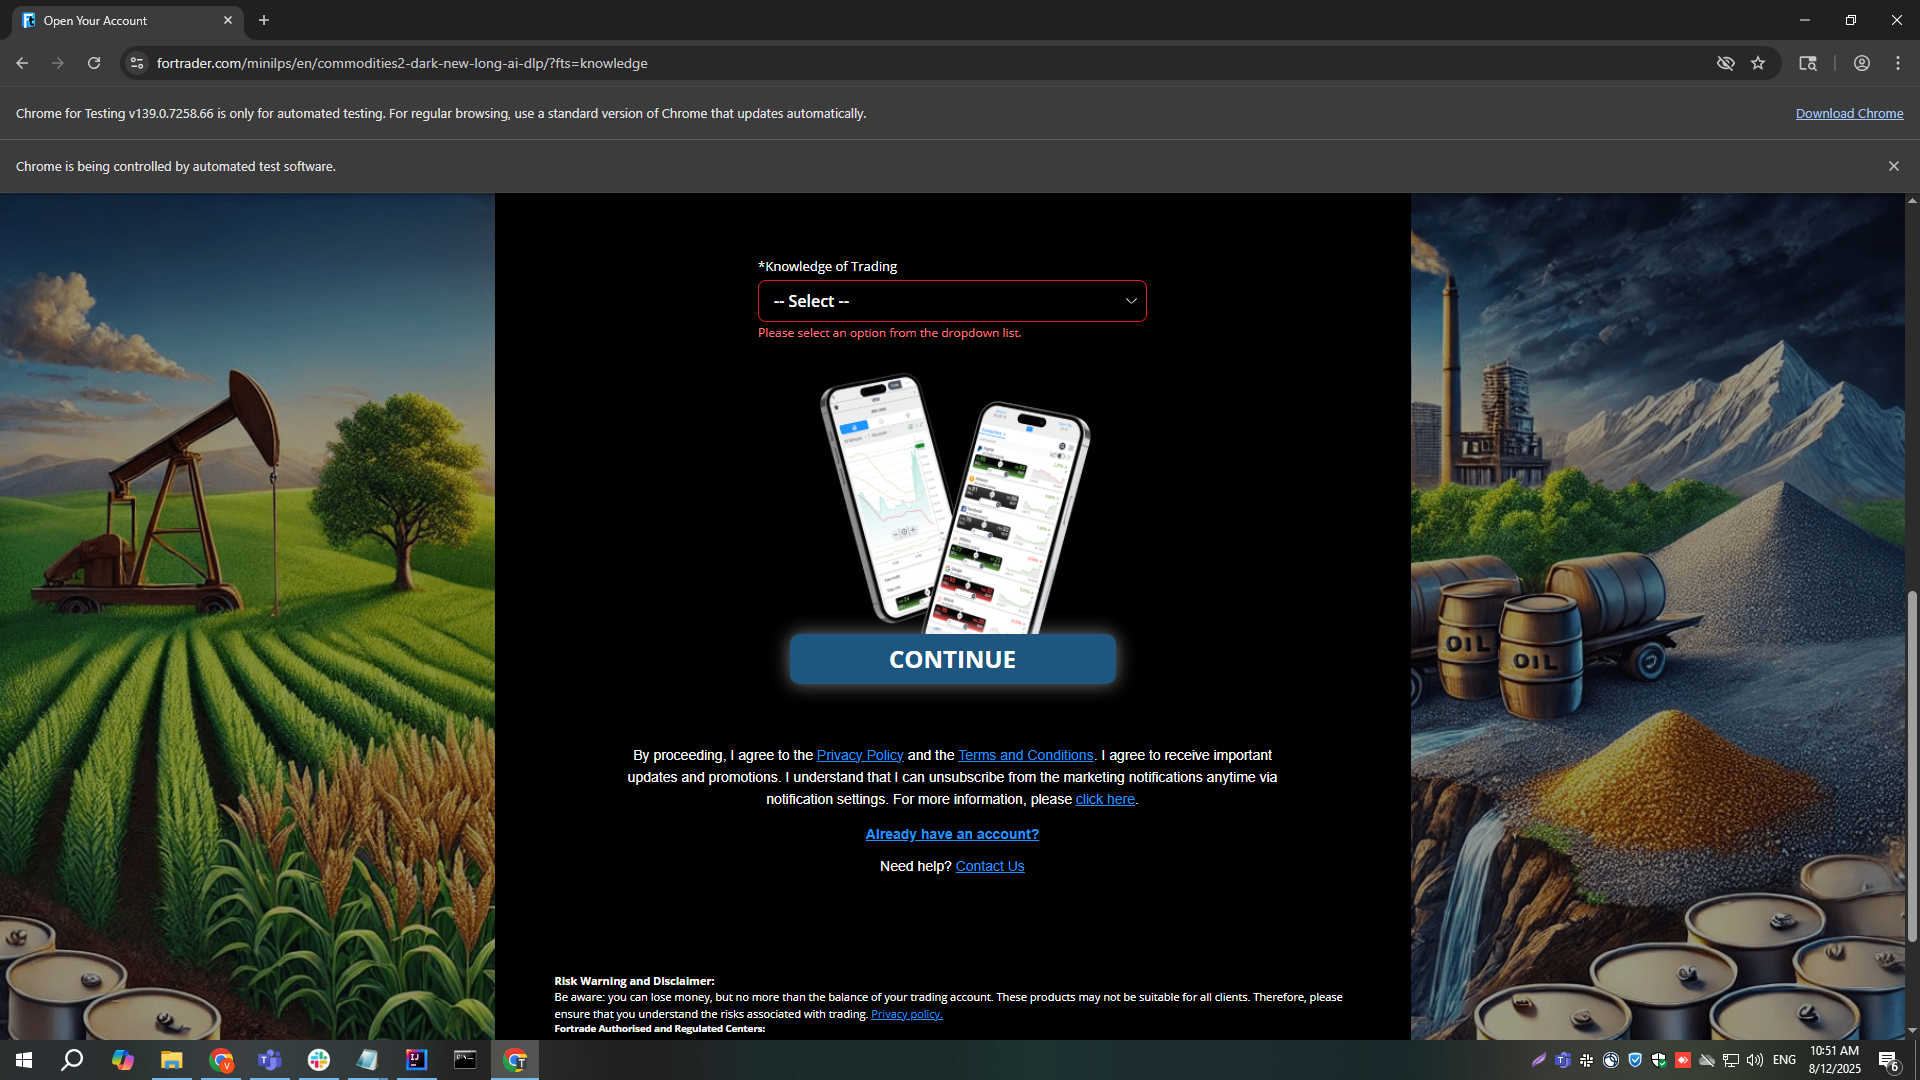 Open Your Account
fortrader.com/minilps/en/commodities2-dark-new-long-ai-dlp/?fts=knowledge
Chrome for Testing v139.0.7258.66 is only for automated testing. For regular browsing, use a standard version of Chrome that updates automatically.
Download Chrome
Chrome is being controlled by automated test software.
*Knowledge of Trading
-- Select --
Please select an option from the dropdown list.
CONTINUE
OIL
OIL
By proceeding, I agree to the Privacy Policy and the Terms and Conditions. I agree to receive important
updates and promotions. I understand that I can unsubscribe from the marketing notifications anytime via
notification settings. For more information, please click here.
Already have an account?
Need help? Contact Us
Risk Warning and Disclaimer:
Be aware: you can lose money, but no more than the balance of your trading account. These products may not be suitable for all clients. Therefore, please
ensure that you understand the risks associated with trading. Privacy policy.
Fortrade Authorised and Regulated Centers:
ENG
10:51 AM
8/12/2025
6